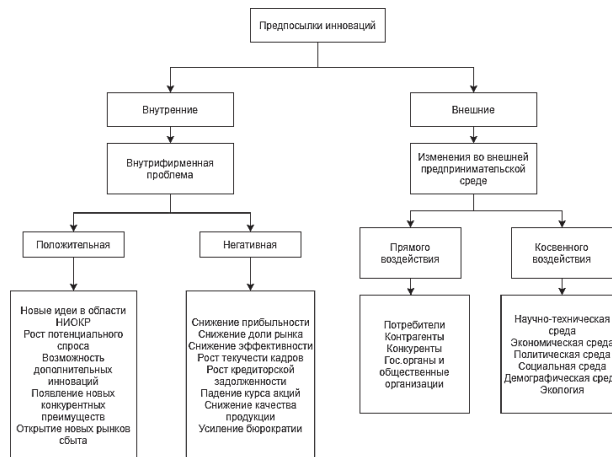 Предпосылки инноваций
Внутренние
Внешние
Внутрифирменная
проблема
Изменения во внешней
предпринимательской
среде
Положительная
Негативная
Прямого
воздействия
Косвенного
воздействия
Новые идеи в области
НИОКР
Рост потенциального
спроса
Возможность
дополнительных
инноваций
Появление новых
конкурентных
преимуществ
Открытие новых рынков
сбыта
Снижение прибыльности
Снижение доли рынка
Снижение эффективности
Рост текучести кадров
Рост кредиторской
задолженности
Падение курса акций
Снижение качества
продукции
Усиление бюрократии
Потребители
Контрагенты
Конкуренты
Гос.органы и
общественные
организации
Научно-техническая
среда
Экономическая среда
Политическая среда
Социальная среда
Демографическая сред
Экология